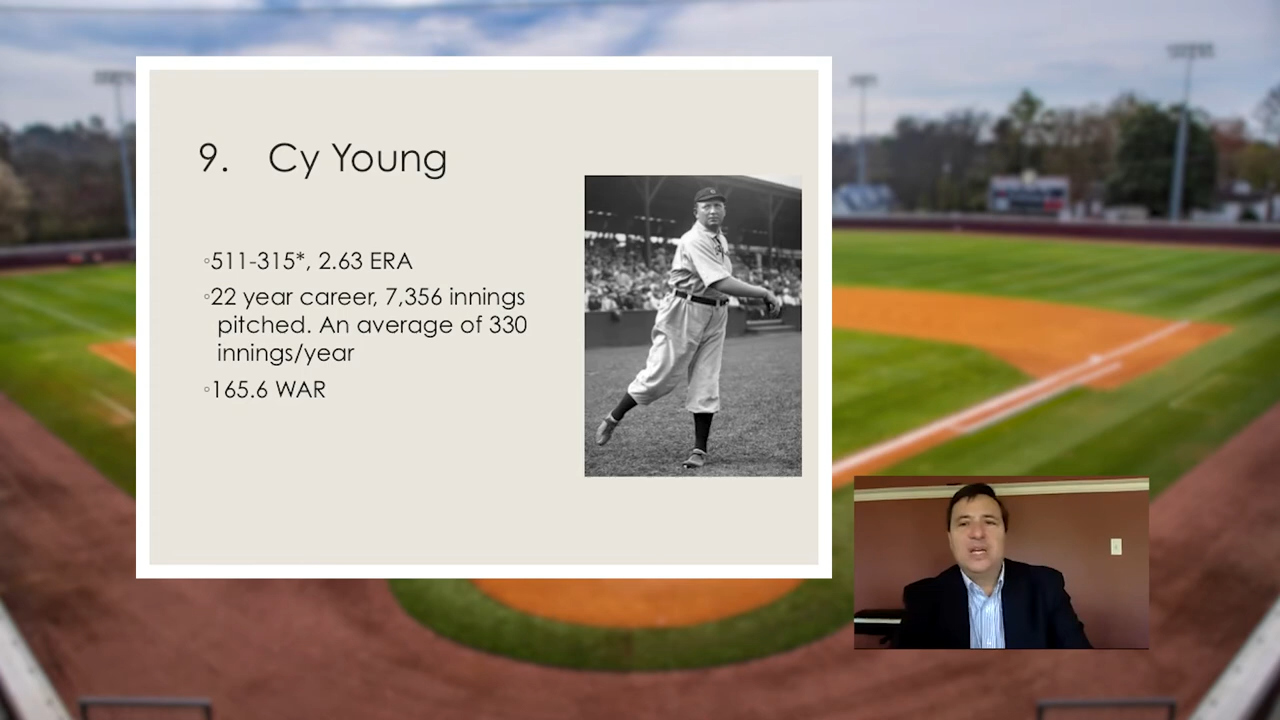 9. Cy Young
◦511-315*, 2.63 ERA
◦22 year career, 7,356 innings
pitched. An average of 330
innings/year
◦165.6 WAR